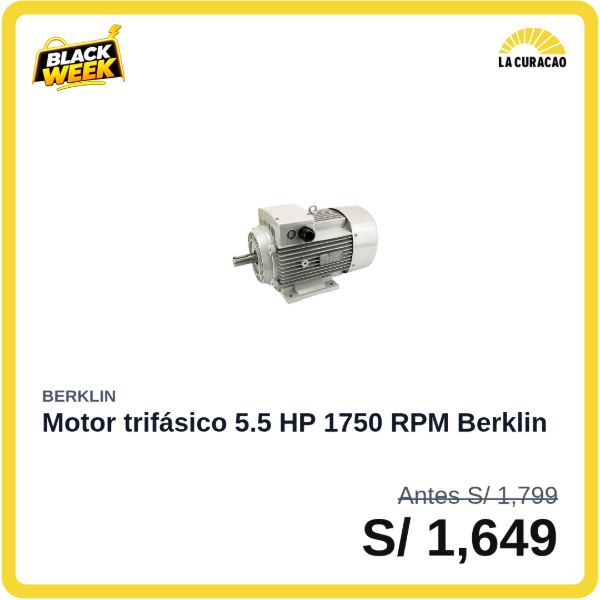 BLACK
WEEK
LA CURACAO
BERKLIN
Motor trifásico 5.5 HP 1750 RPM Berklin
Antes S/ 1,799
S/ 1,649